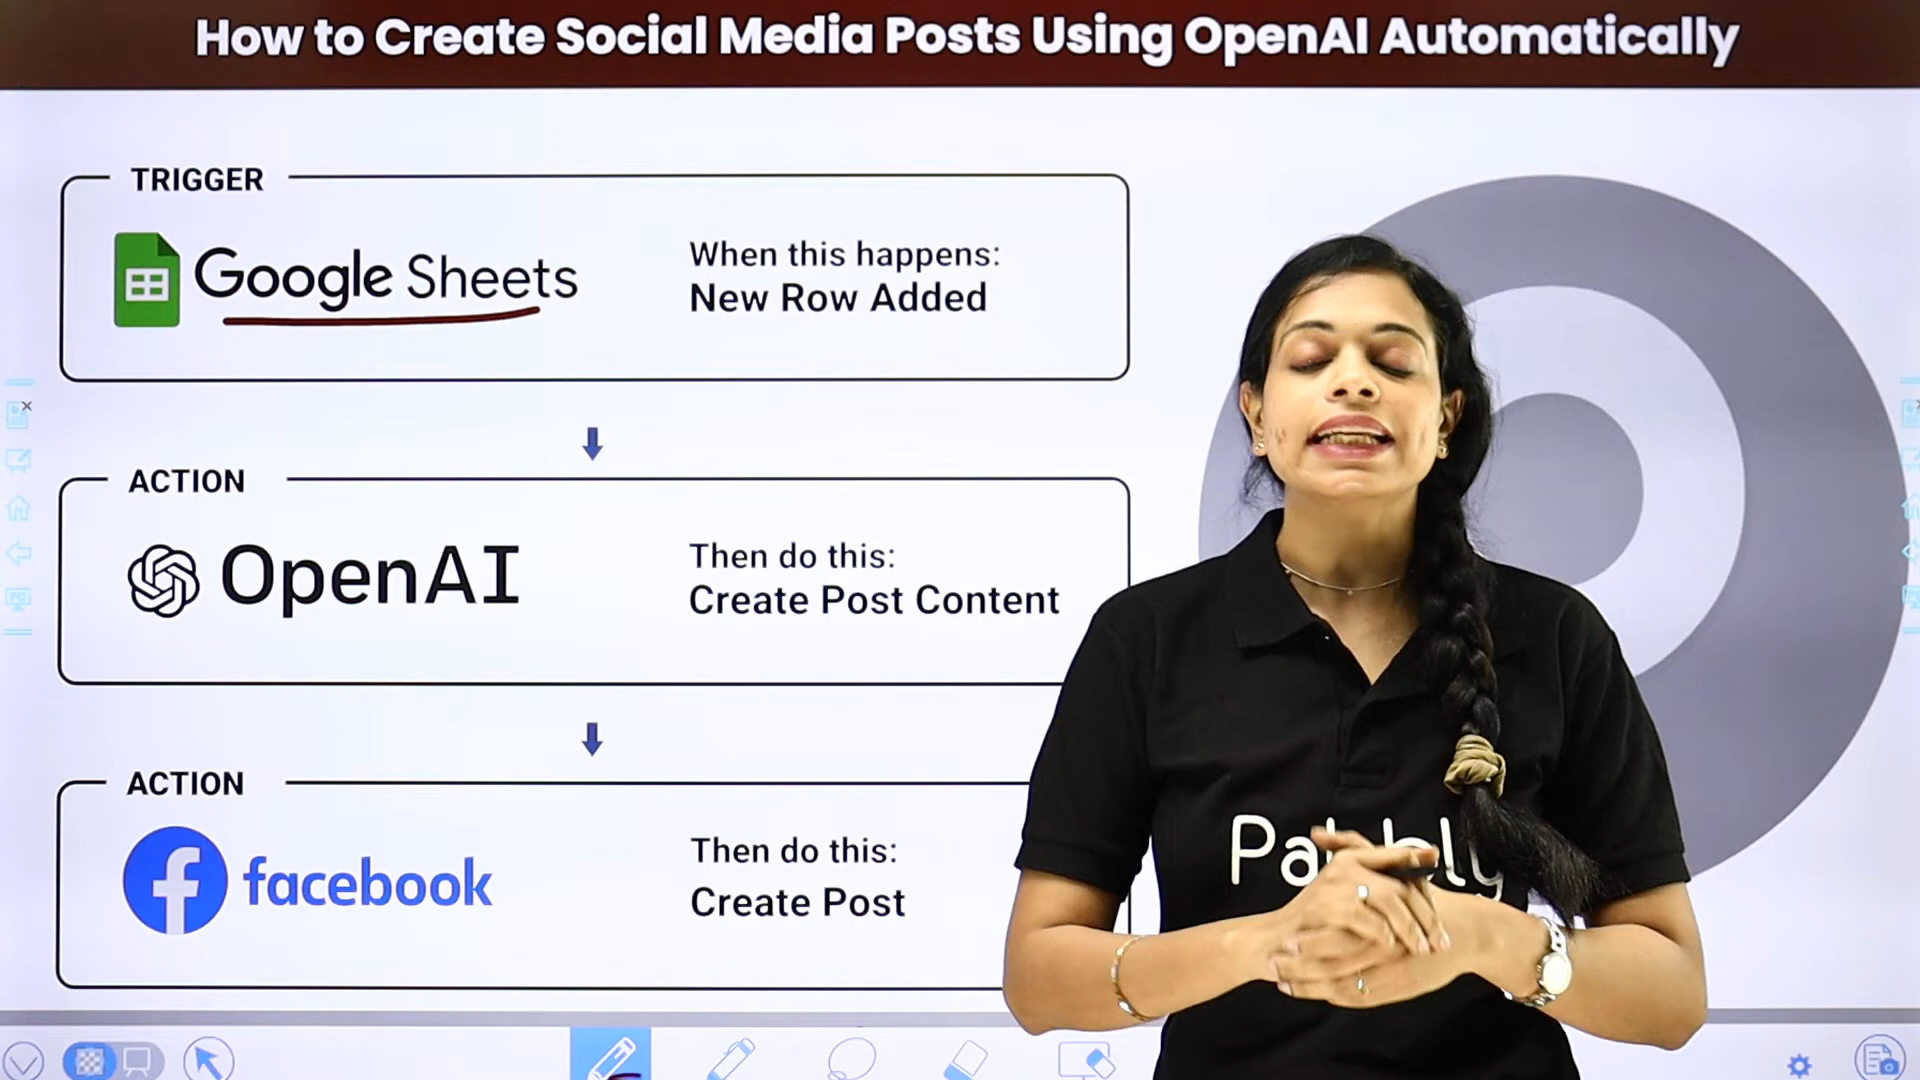 How to Create Social Media Posts Using OpenAI Automatically
TRIGGER
Google Sheets
When this happens:
New Row Added
ACTION
OpenAI
Then do this:
Create Post Content
ACTION
facebook
Then do this:
Create Post